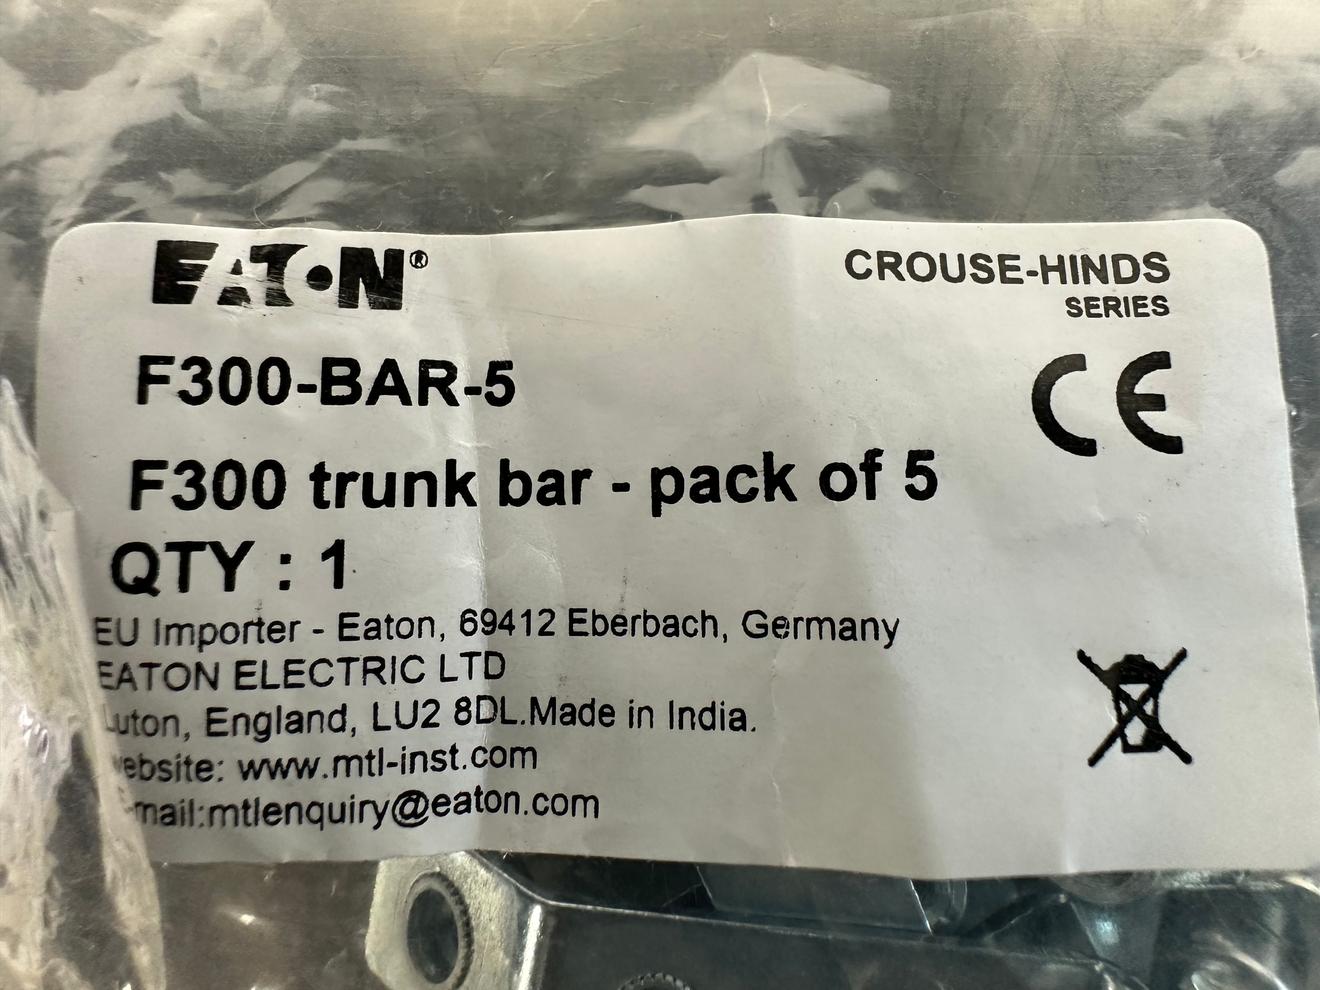 EATON®
CROUSE-HINDS
SERIES
F300-BAR-5
CE
F300 trunk bar - pack of 5
QTY : 1
EU Importer - Eaton, 69412 Eberbach, Germany
EATON ELECTRIC LTD
Luton, England, LU2 8DL.Made in India.
website: www.mtl-inst.com
E-mail:mtlenquiry@eaton.com